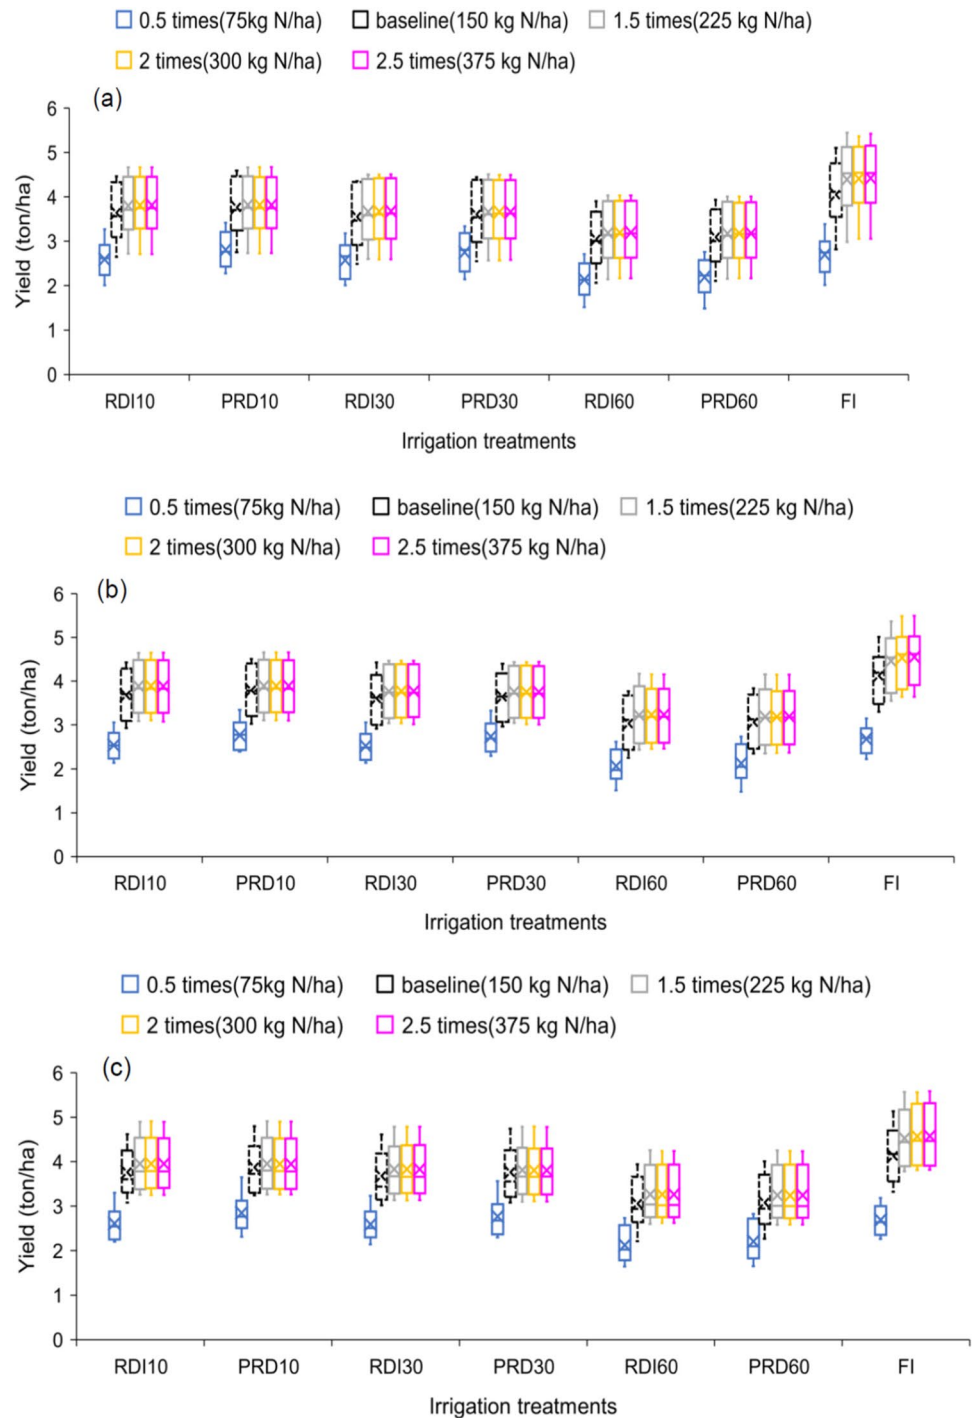 0.5 times(75kg N/ha) baseline(150 kg N/ha) 1.5 times(225 kg N/ha)
2 times(300 kg N/ha) 2.5 times(375 kg N/ha)
(a)
6
5
4
3
2
1
0
Yield (ton/ha)
RDI10 PRD10 RDI30 PRD30 RDI60 PRD60 FI
Irrigation treatments
0.5 times(75kg N/ha) baseline(150 kg N/ha) 1.5 times(225 kg N/ha)
2 times(300 kg N/ha) 2.5 times(375 kg N/ha)
(b)
6
5
4
3
2
1
0
Yield (ton/ha)
RDI10 PRD10 RDI30 PRD30 RDI60 PRD60 FI
Irrigation treatments
0.5 times(75kg N/ha) baseline(150 kg N/ha) 1.5 times(225 kg N/ha)
2 times(300 kg N/ha) 2.5 times(375 kg N/ha)
(c)
6
5
4
3
2
1
0
Yield (ton/ha)
RDI10 PRD10 RDI30 PRD30 RDI60 PRD60 FI
Irrigation treatments